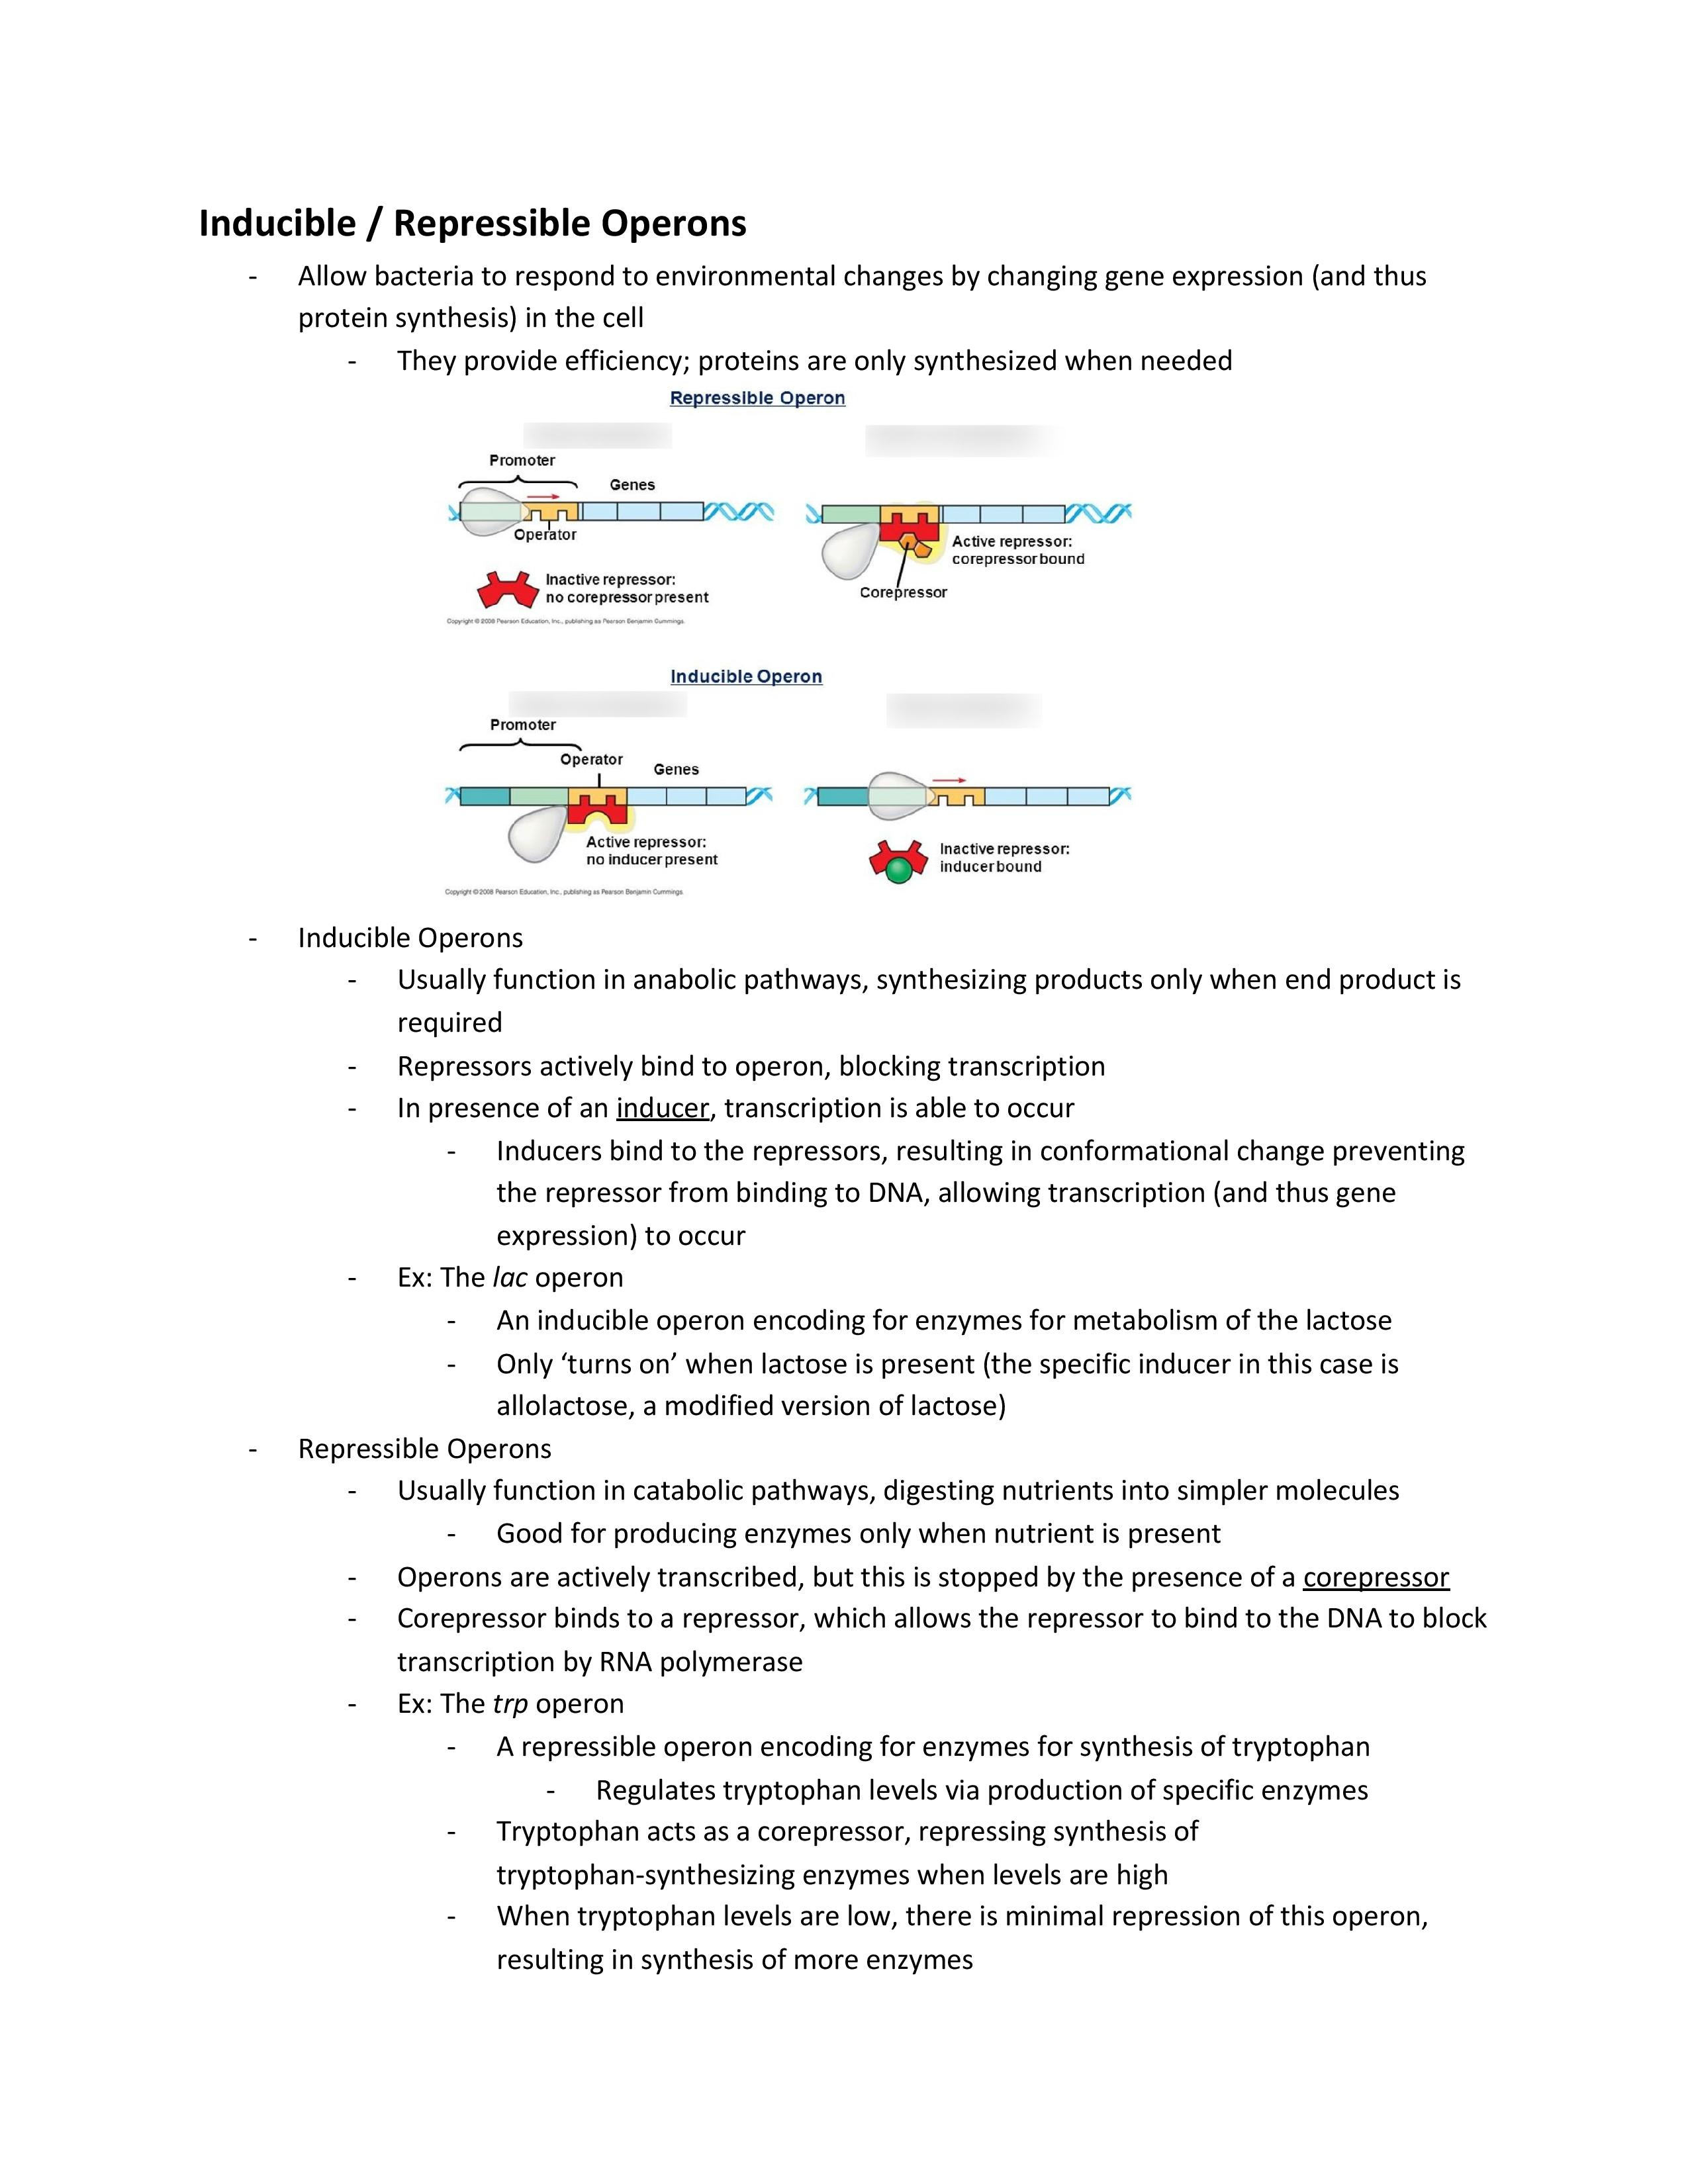 Inducible / Repressible Operons
- Allow bacteria to respond to environmental changes by changing gene expression (and thus
protein synthesis) in the cell
- They provide efficiency; proteins are only synthesized when needed
Repressible Operon
Promoter
Genes
Operator
Active repressor:
corepressor bound
Inactive repressor:
no corepressor present
Corepressor
Copyright © 2008 Pearson Education, Inc., publishing as Pearson Benjamin Cummings.
Inducible Operon
Promoter
Operator
Genes
Active repressor:
no inducer present
Inactive repressor:
inducer bound
Copyright © 2008 Pearson Education, Inc., publishing as Pearson Benjamin Cummings.
- Inducible Operons
- Usually function in anabolic pathways, synthesizing products only when end product is
required
- Repressors actively bind to operon, blocking transcription
- In presence of an inducer, transcription is able to occur
- Inducers bind to the repressors, resulting in conformational change preventing
the repressor from binding to DNA, allowing transcription (and thus gene
expression) to occur
- Ex: The lac operon
- An inducible operon encoding for enzymes for metabolism of the lactose
- Only ‘turns on’ when lactose is present (the specific inducer in this case is
allolactose, a modified version of lactose)
- Repressible Operons
- Usually function in catabolic pathways, digesting nutrients into simpler molecules
- Good for producing enzymes only when nutrient is present
- Operons are actively transcribed, but this is stopped by the presence of a corepressor
- Corepressor binds to a repressor, which allows the repressor to bind to the DNA to block
transcription by RNA polymerase
- Ex: The trp operon
- A repressible operon encoding for enzymes for synthesis of tryptophan
- Regulates tryptophan levels via production of specific enzymes
- Tryptophan acts as a corepressor, repressing synthesis of
tryptophan-synthesizing enzymes when levels are high
- When tryptophan levels are low, there is minimal repression of this operon,
resulting in synthesis of more enzymes